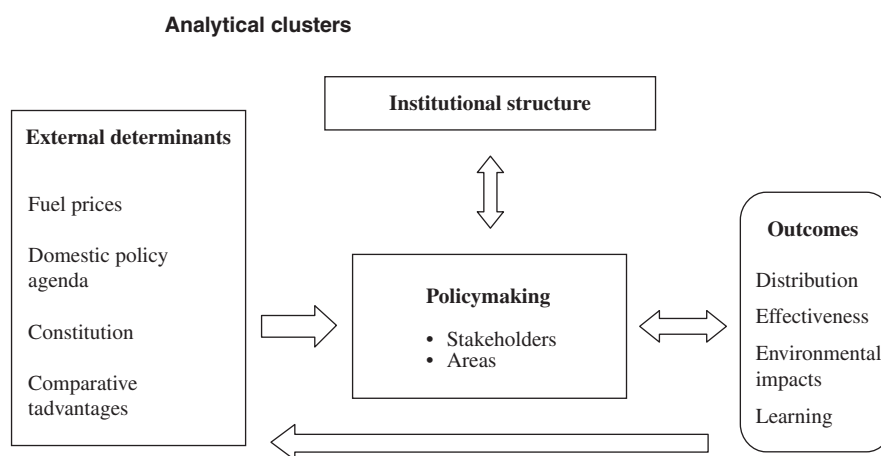 Analytical clusters
Institutional structure
External determinants
Fuel prices
Domestic policy
agenda
Constitution
Comparative
tadvantages
Policymaking
• Stakeholders
• Areas
Outcomes
Distribution
Effectiveness
Environmental
impacts
Learning